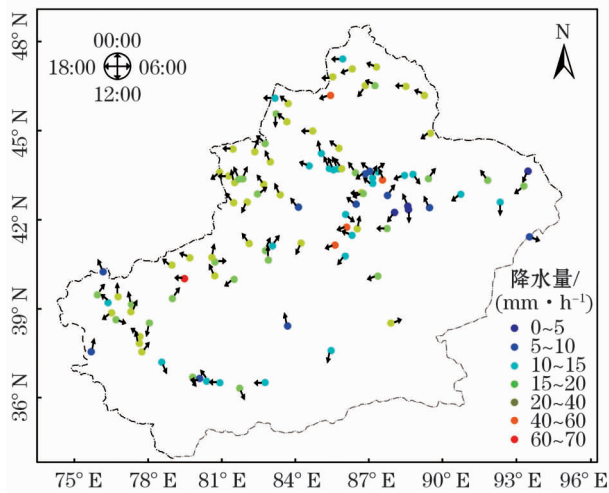 N
00:00
18:00 06:00
12:00
48° N
45° N
42° N
39° N
36° N
降水量/
(mm·h⁻¹)
0~5
5~10
10~15
15~20
20~40
40~60
60~70
75° E 78° E 81° E 84° E 87° E 90° E 93° E 96° E